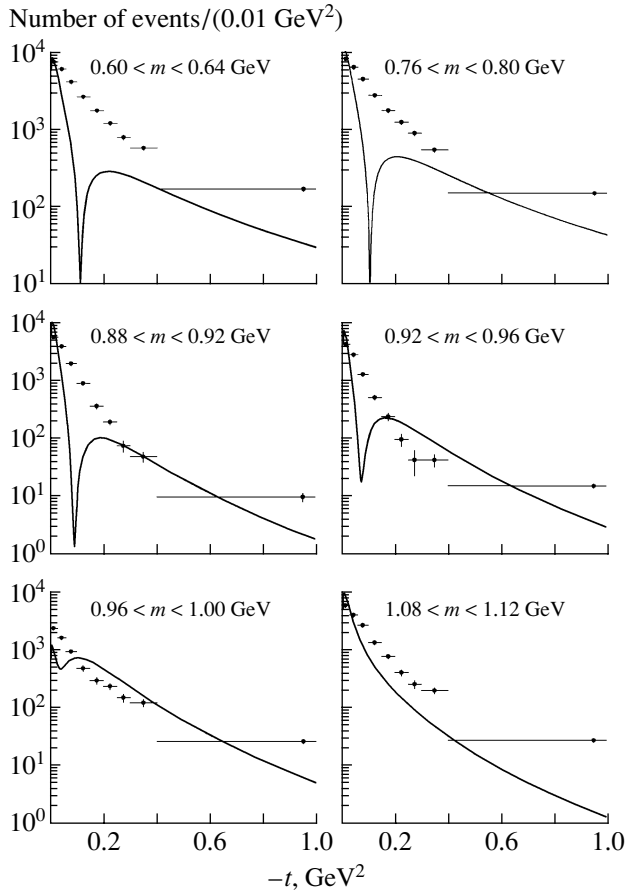 Number of events/(0.01 GeV²)
10⁴
10³
10²
10¹
0.60 < m < 0.64 GeV
0.76 < m < 0.80 GeV
10⁴
10³
10²
10¹
10⁰
0.88 < m < 0.92 GeV
0.92 < m < 0.96 GeV
10⁴
10³
10²
10¹
10⁰
0.96 < m < 1.00 GeV
1.08 < m < 1.12 GeV
0.2 0.6 1.0 0.2 0.6 1.0
–t, GeV²